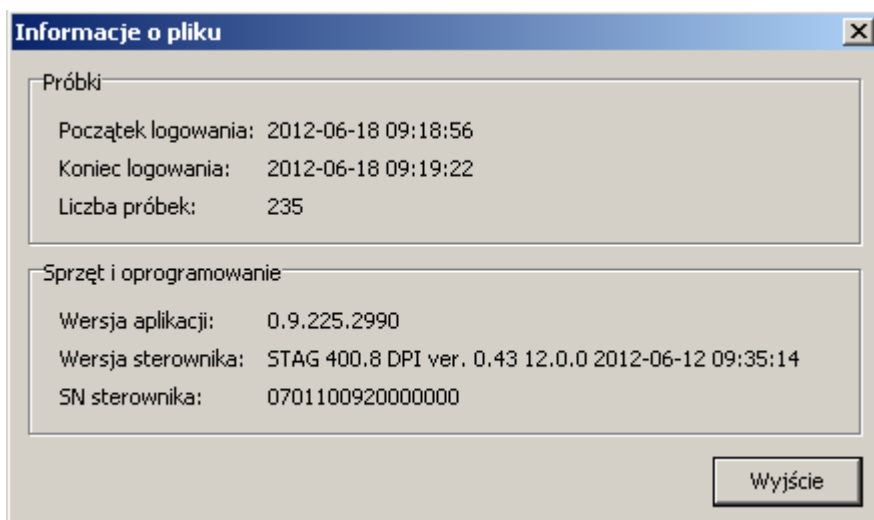 Informacje o pliku
Próbki
Początek logowania: 2012-06-18 09:18:56
Koniec logowania: 2012-06-18 09:19:22
Liczba próbek: 235
Sprzęt i oprogramowanie
Wersja aplikacji: 0.9.225.2990
Wersja sterownika: STAG 400.8 DPI ver. 0.43 12.0.0 2012-06-12 09:35:14
SN sterownika: 0701100920000000
Wyjście